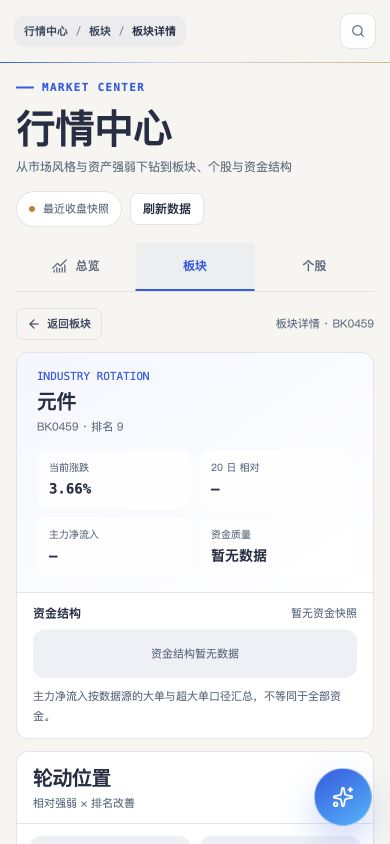 行情中心 / 板块 / 板块详情
MARKET CENTER
行情中心
从市场风格与资产强弱下钻到板块、个股与资金结构
最近收盘快照
刷新数据
总览
板块
个股
返回板块
板块详情 · BK0459
INDUSTRY ROTATION
元件
BK0459 · 排名 9
当前涨跌
3.66%
20 日 相对
—
主力净流入
—
资金质量
暂无数据
资金结构
暂无资金快照
资金结构暂无数据
主力净流入按数据源的大单与超大单口径汇总，不等同于全部资
金。
轮动位置
相对强弱 × 排名改善